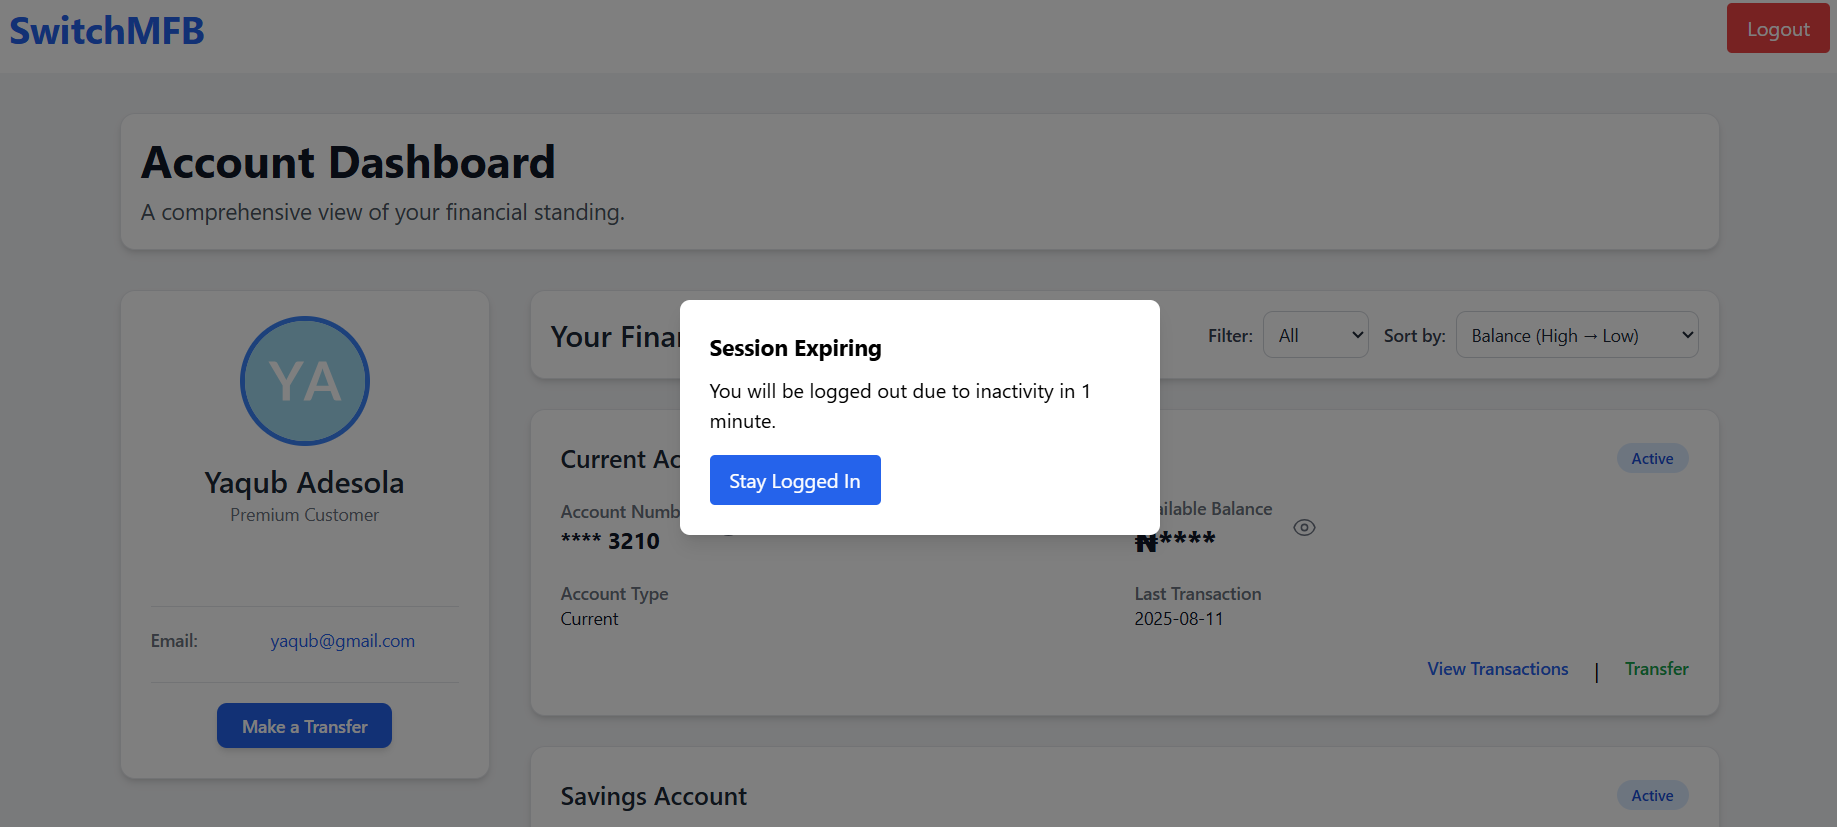 SwitchMFB
Logout
Account Dashboard
A comprehensive view of your financial standing.
YA
Yaqub Adesola
Premium Customer
Email: yaqub@gmail.com
Make a Transfer
Your Finan
Filter: All Sort by: Balance (High → Low)
Session Expiring
You will be logged out due to inactivity in 1
minute.
Stay Logged In
Current Ac
Active
Account Numb
**** 3210
ailable Balance
₦****
Account Type
Current
Last Transaction
2025-08-11
View Transactions | Transfer
Savings Account
Active